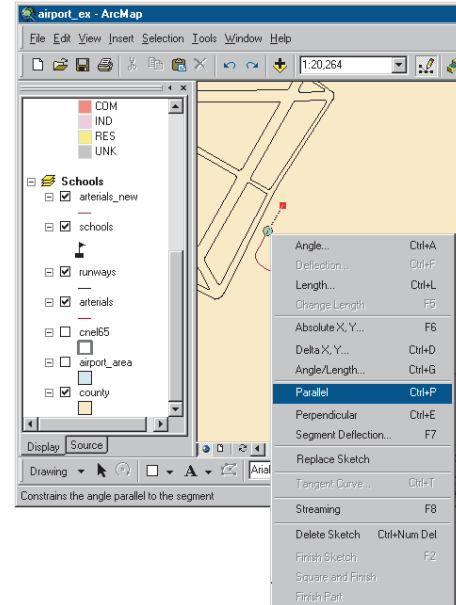 airport_ex - ArcMap
File Edit View Insert Selection Tools Window Help
1:20,264
COM
IND
RES
UNK
Schools
arterials_new
schools
runways
arterials
cnel65
airport_area
county
Display Source
Drawing A Arial
Constrains the angle parallel to the segment
Angle... Ctrl+A
Deflection... Ctrl+F
Length... Ctrl+L
Change Length F5
Absolute X, Y... F6
Delta X, Y... Ctrl+D
Angle/Length... Ctrl+G
Parallel Ctrl+P
Perpendicular Ctrl+E
Segment Deflection... F7
Replace Sketch
Tangent Curve... Ctrl+T
Streaming F8
Delete Sketch Ctrl+Num Del
Finish Sketch F2
Square and Finish
Finish Part